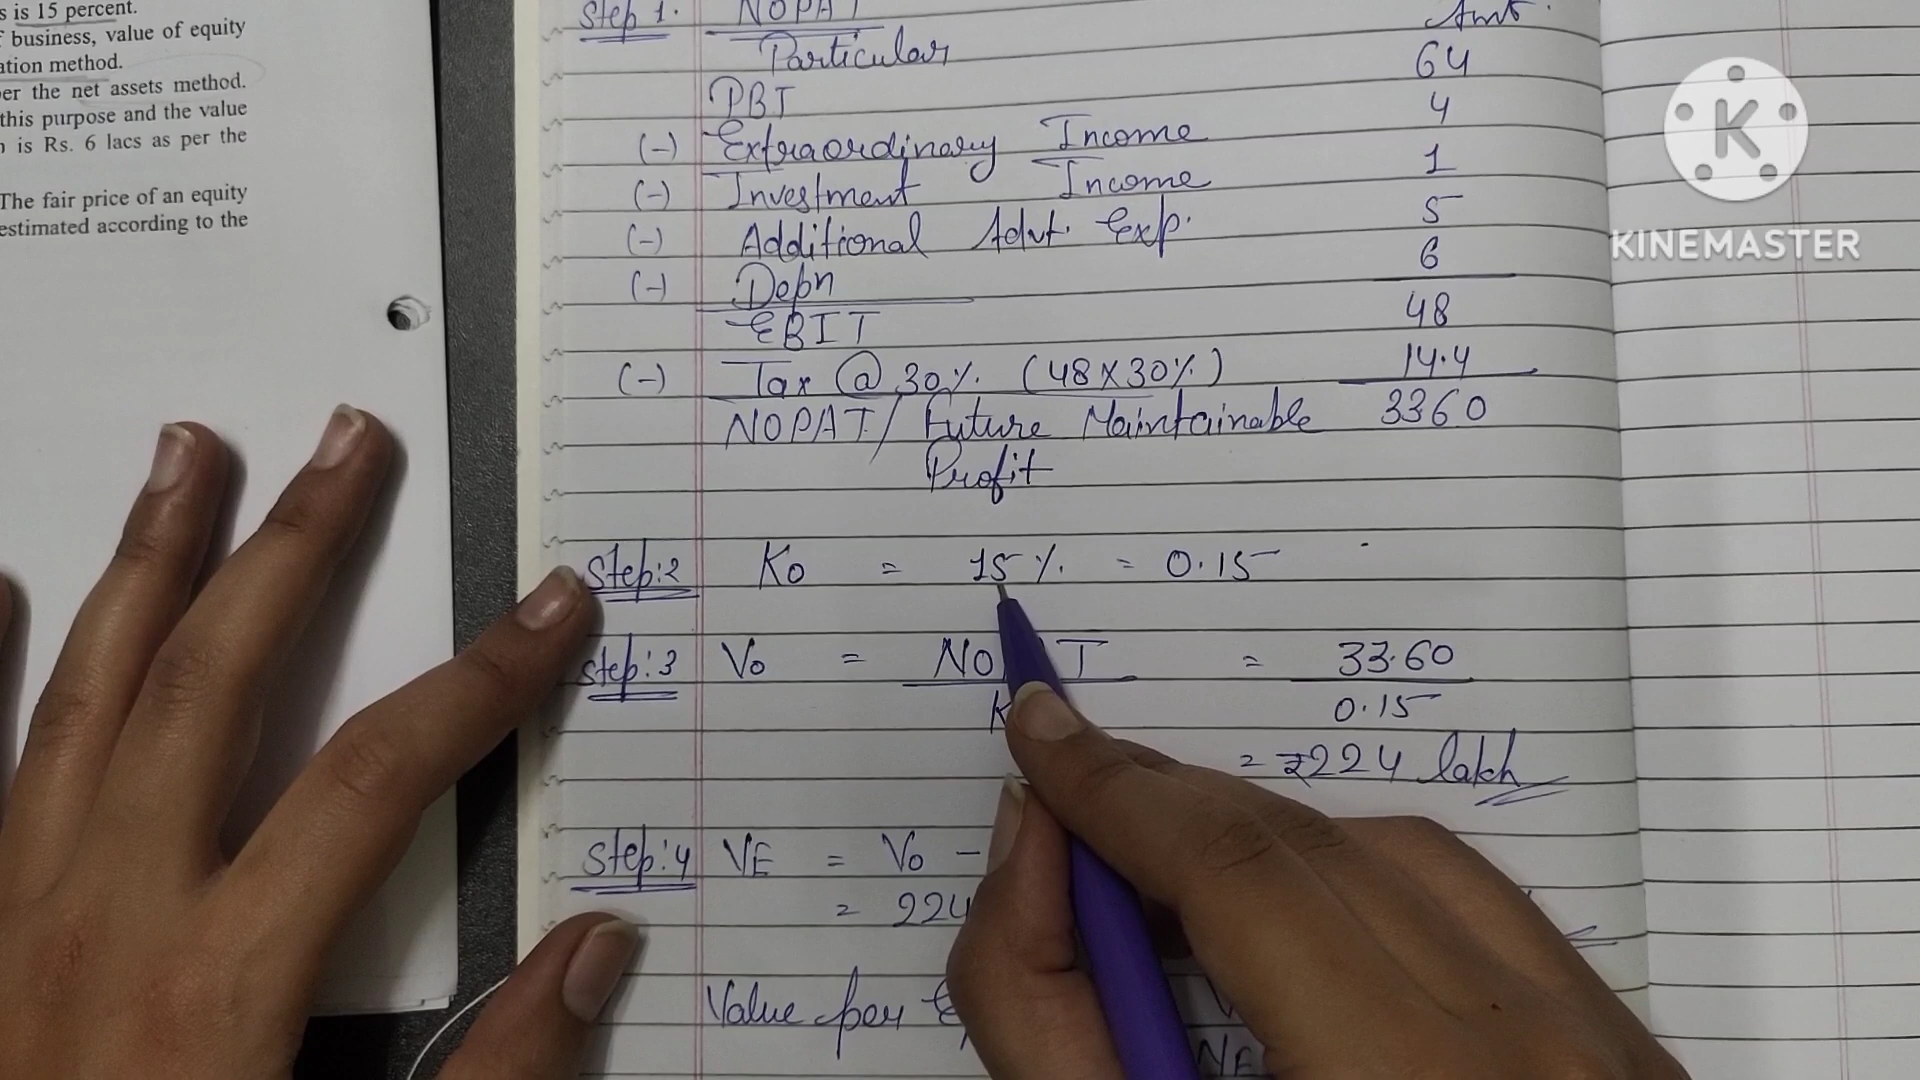 s is 15 percent.
f business, value of equity
ation method.
er the net assets method.
this purpose and the value
n is Rs. 6 lacs as per the
The fair price of an equity
estimated according to the
Step 1. NOPAT
Particular Amt.
PBT 64
(-) Extraordinary Income 4
(-) Investment Income 1
(-) Additional Advt. Exp. 5
(-) Depn 6
EBIT 48
(-) Tax @ 30% (48X30%) 14.4
NOPAT/ Future Maintainable 3360
Profit
Step:2 Ko = 15% = 0.15
Step:3 Vo = NO T = 33.60
K 0.15
= ₹224 lakh
Step:4 VE = Vo -
= 224
Value per E
K
KINEMASTER